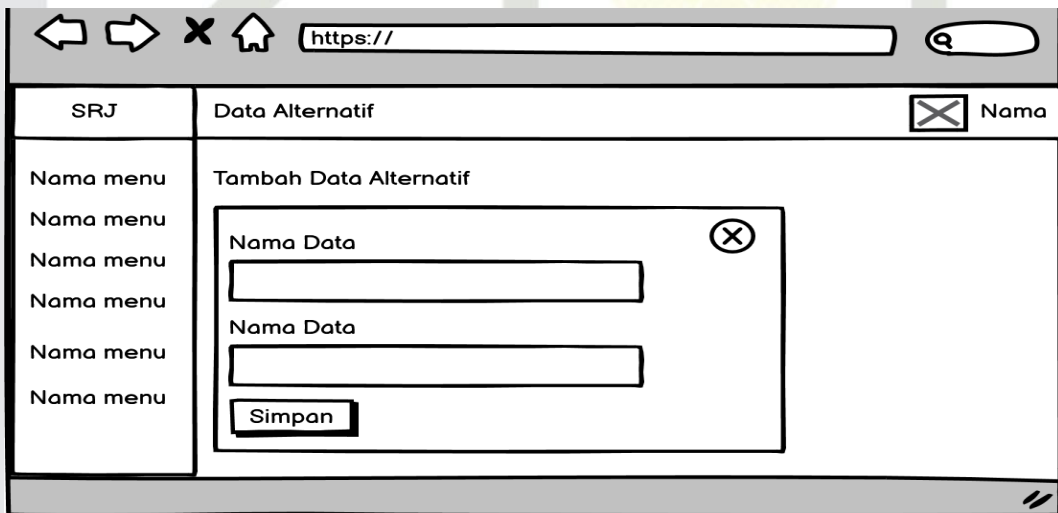 https://
SRJ
Data Alternatif
Nama
Nama menu
Nama menu
Nama menu
Nama menu
Nama menu
Nama menu
Tambah Data Alternatif
Nama Data
Nama Data
Simpan